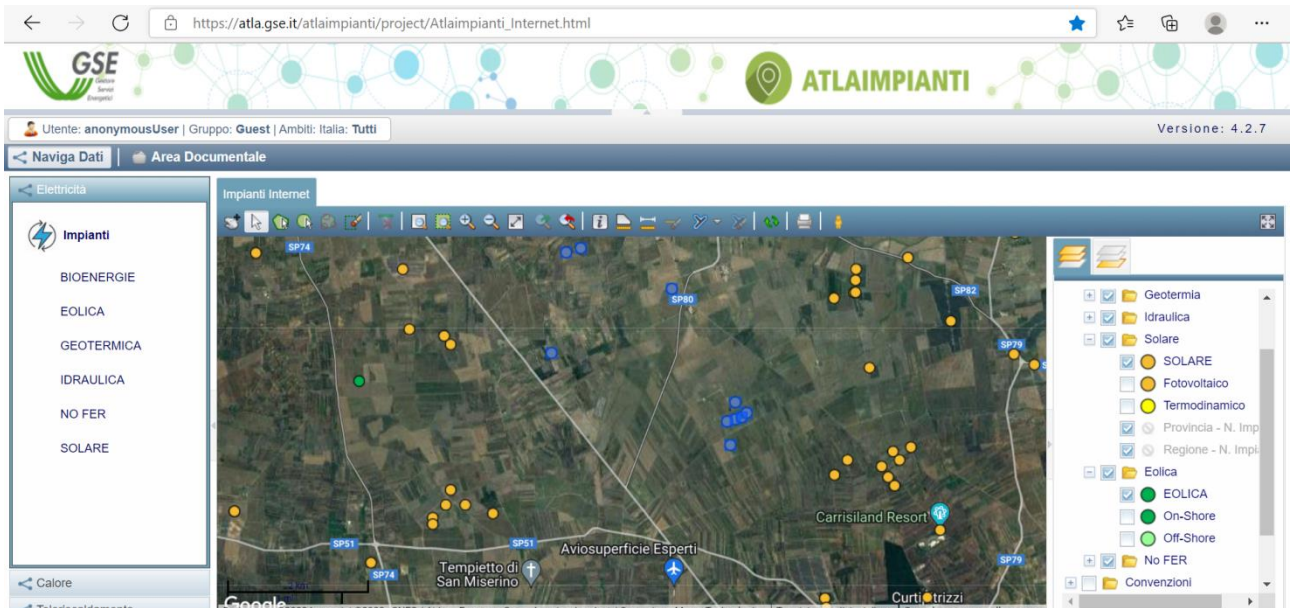 https://atla.gse.it/atlaimpianti/project/Atlaimpianti_Internet.html
GSE
Gestore
Servizi
Energetici
ATLAIMPIANTI
Utente: anonymousUser | Gruppo: Guest | Ambiti: Italia: Tutti
Versione: 4.2.7
Naviga Dati
Area Documentale
Elettricità
Impianti
BIOENERGIE
EOLICA
GEOTERMICA
IDRAULICA
NO FER
SOLARE
Calore
Impianti Internet
SP74
SP80
SP82
SP79
Carrisiland Resort
SP51
SP51
Aviosuperficie Esperti
SP79
SP74
Tempietto di
San Miserino
Google
Geotermia
Idraulica
Solare
SOLARE
Fotovoltaico
Termodinamico
Provincia - N. Imp
Regione - N. Impi
Eolica
EOLICA
On-Shore
Off-Shore
No FER
Convenzioni